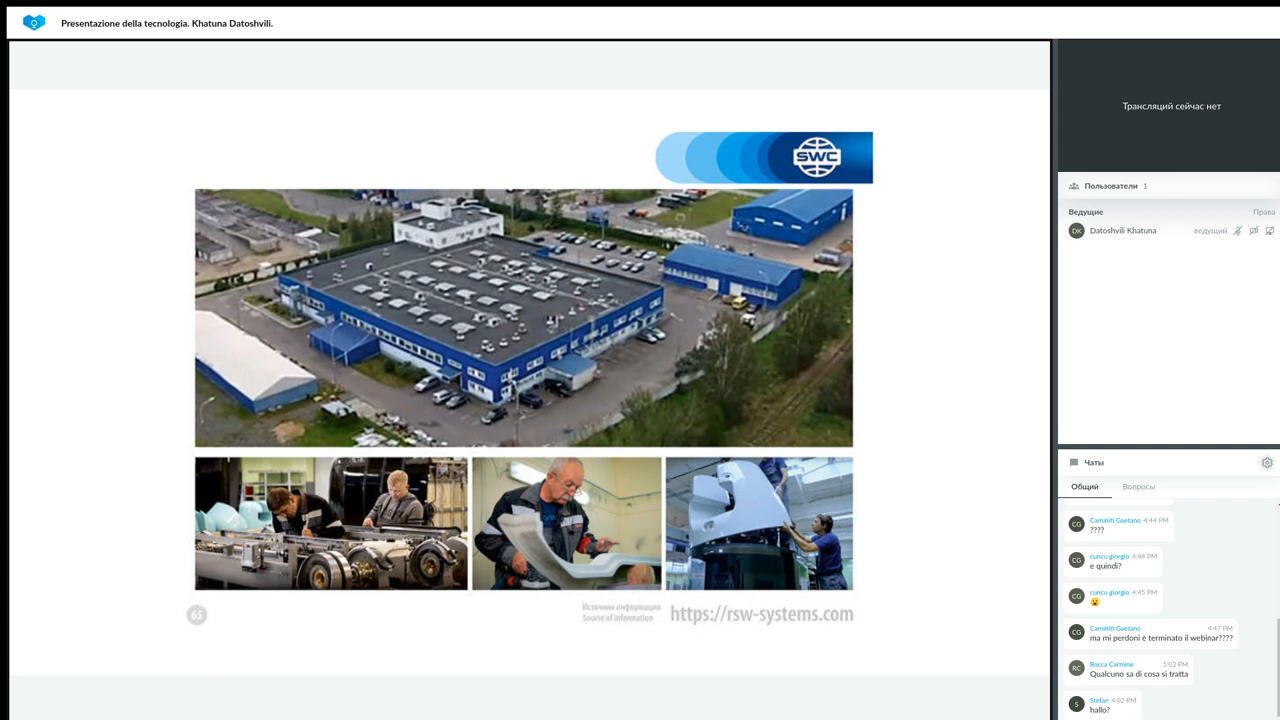 Presentazione della tecnologia. Khatuna Datoshvili.
SWC
65
Источник информации
Sourse of information
https://rsw-systems.com
Трансляций сейчас нет
Пользователи 1
Ведущие Права
DK Datoshvili Khatuna ведущий
Чаты
Общий Вопросы
CG Caminiti Gaetano 4:44 PM
????
CG cuncu giorgio 4:44 PM
e quindi?
CG cuncu giorgio 4:45 PM
😮
CG Caminiti Gaetano 4:47 PM
ma mi perdoni è terminato il webinar????
RC Rocca Carmine 5:02 PM
Qualcuno sa di cosa si tratta
S Stefan 4:02 PM
hallo?